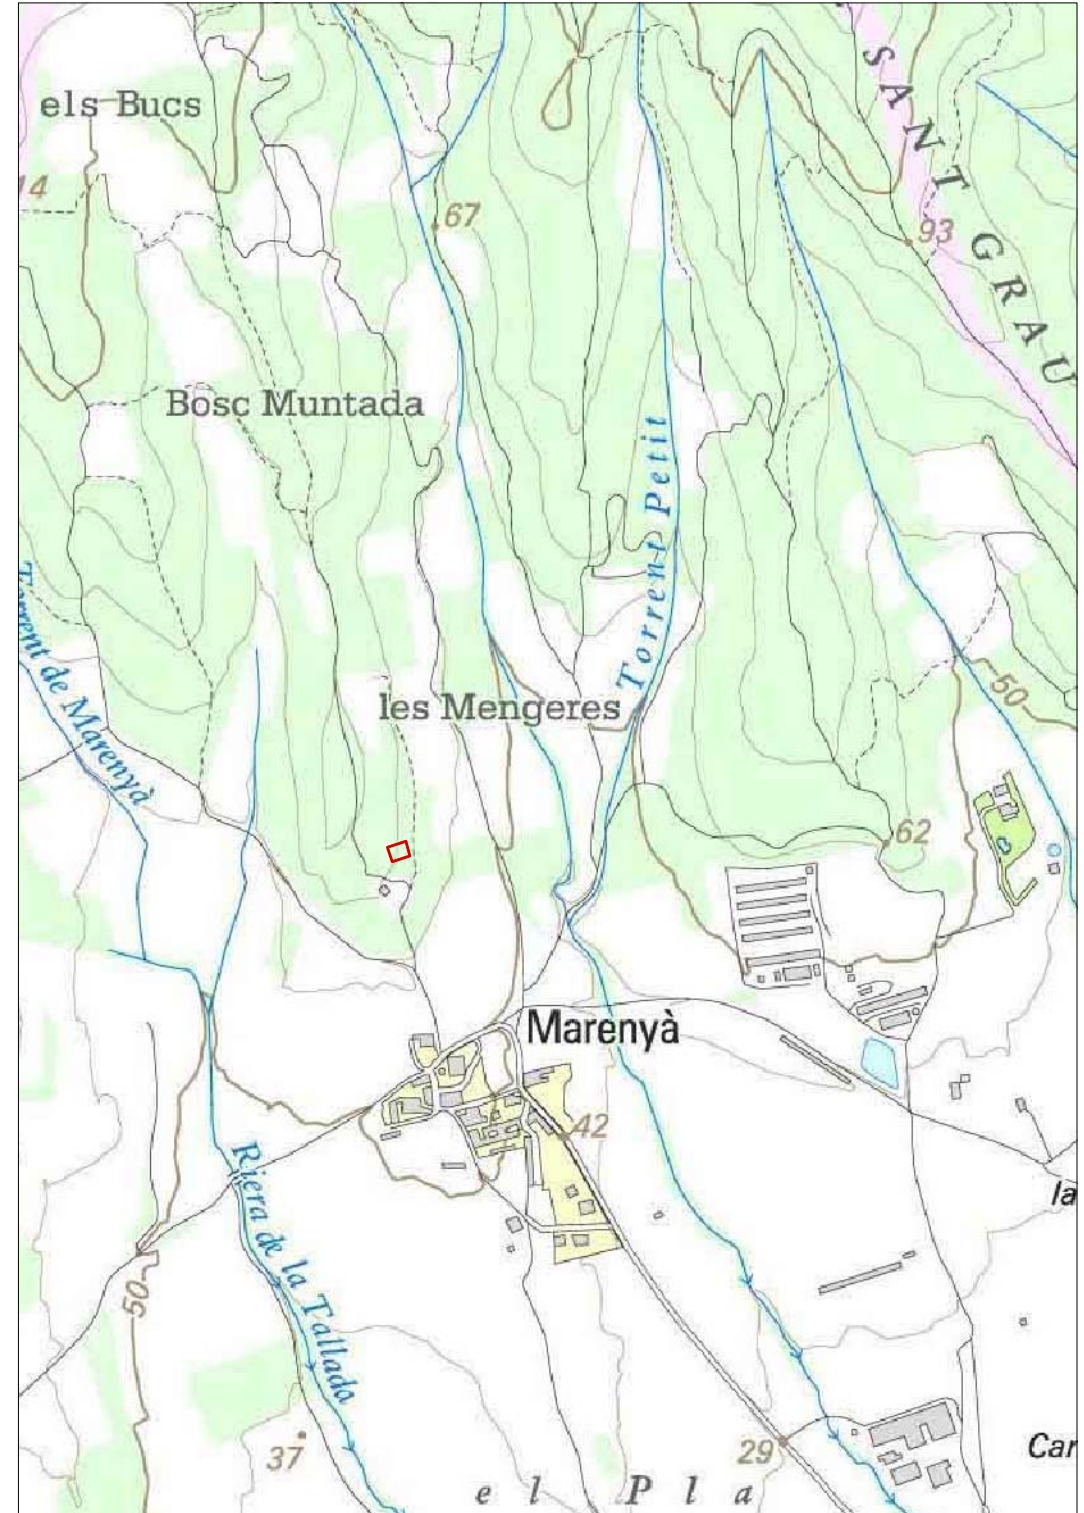 els Bucs
SANT GRAU
14
67
93
Bosc Muntada
Torrent Petit
Torrent de Marenyà
les Mengeres
50
62
Marenyà
42
la
Riera de la Tallada
50
37
29
Car
el Pla